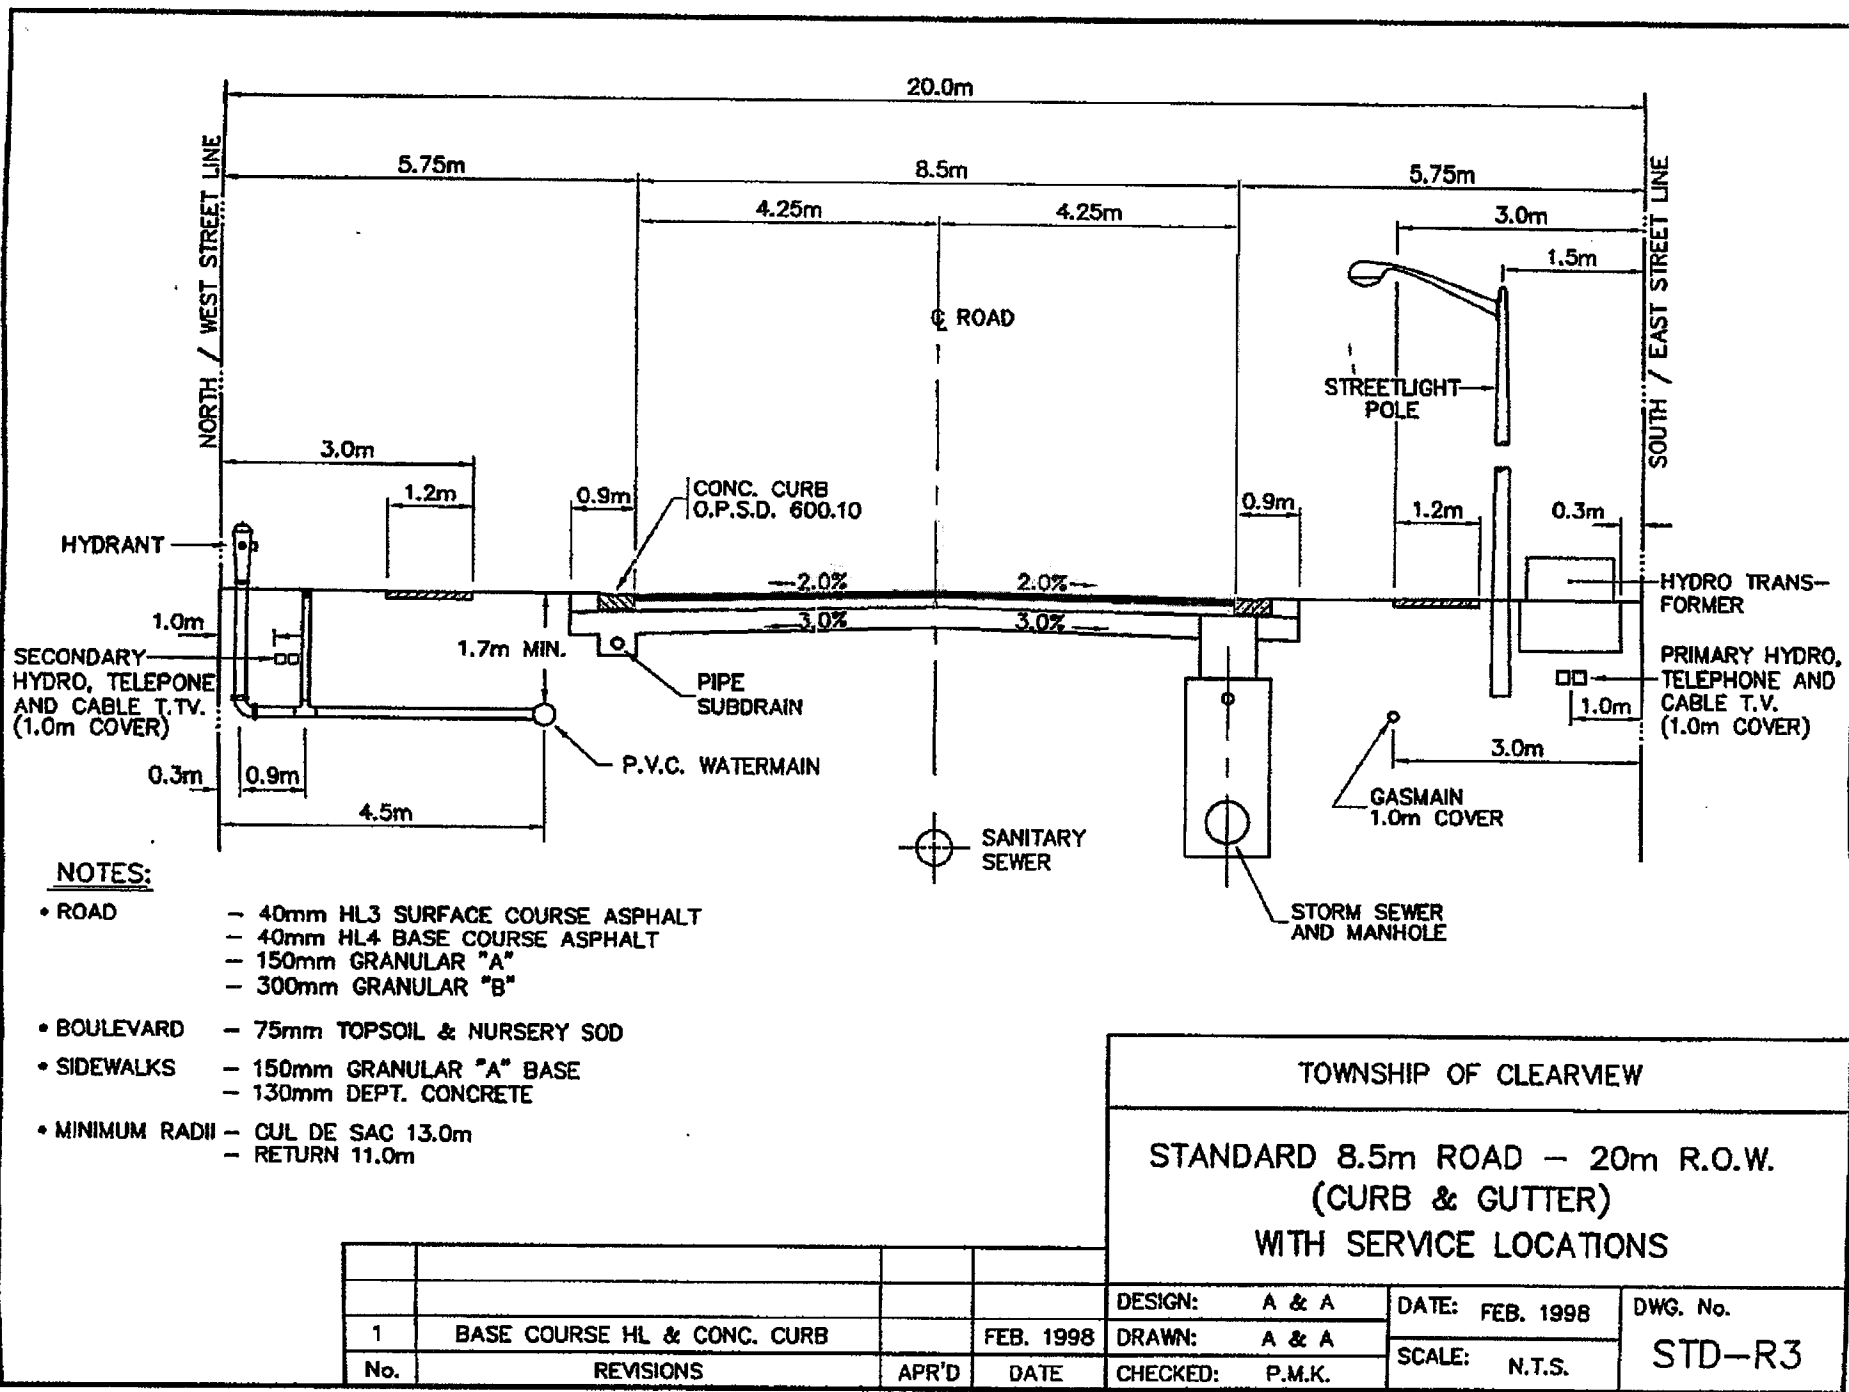 20.0m
5.75m
8.5m
5.75m
4.25m
4.25m
3.0m
1.5m
NORTH / WEST STREET LINE
SOUTH / EAST STREET LINE
℄ ROAD
STREETLIGHT
POLE
3.0m
1.2m
0.9m
CONC. CURB
O.P.S.D. 600.10
0.9m
1.2m
0.3m
HYDRANT
2.0%
2.0%
3.0%
3.0%
HYDRO TRANS-
FORMER
1.0m
1.7m MIN.
SECONDARY
HYDRO, TELEPONE
AND CABLE T.TV.
(1.0m COVER)
PIPE
SUBDRAIN
PRIMARY HYDRO,
TELEPHONE AND
CABLE T.V.
(1.0m COVER)
1.0m
3.0m
P.V.C. WATERMAIN
0.3m
0.9m
4.5m
GASMAIN
1.0m COVER
SANITARY
SEWER
STORM SEWER
AND MANHOLE
NOTES:
• ROAD – 40mm HL3 SURFACE COURSE ASPHALT
– 40mm HL4 BASE COURSE ASPHALT
– 150mm GRANULAR "A"
– 300mm GRANULAR "B"
• BOULEVARD – 75mm TOPSOIL & NURSERY SOD
• SIDEWALKS – 150mm GRANULAR "A" BASE
– 130mm DEPT. CONCRETE
• MINIMUM RADII – CUL DE SAC 13.0m
– RETURN 11.0m
TOWNSHIP OF CLEARVIEW
STANDARD 8.5m ROAD – 20m R.O.W.
(CURB & GUTTER)
WITH SERVICE LOCATIONS
1 BASE COURSE HL & CONC. CURB FEB. 1998
No. REVISIONS APR'D DATE
DESIGN: A & A
DRAWN: A & A
CHECKED: P.M.K.
DATE: FEB. 1998
SCALE: N.T.S.
DWG. No.
STD–R3